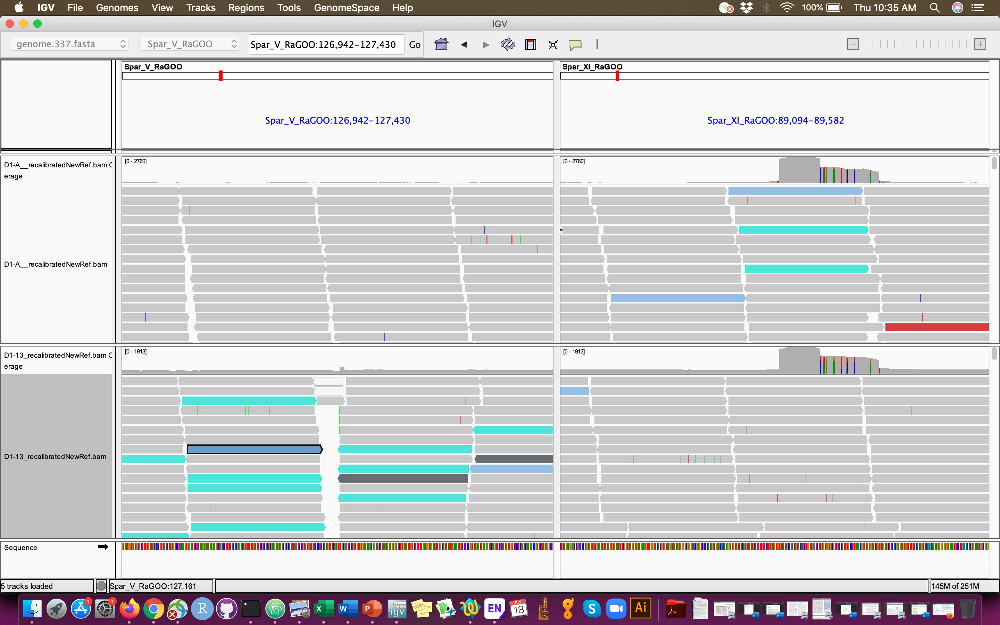 IGV File Genomes View Tracks Regions Tools GenomeSpace Help 100% Thu 10:35 AM
IGV
genome.337.fasta Spar_V_RaGOO Spar_V_RaGOO:126,942-127,430 Go
Spar_V_RaGOO Spar_XI_RaGOO
Spar_V_RaGOO:126,942-127,430 Spar_XI_RaGOO:89,094-89,582
D1-A__recalibratedNewRef.bam C
erage
[0 - 2760] [0 - 2760]
D1-A__recalibratedNewRef.bam
D1-13_recalibratedNewRef.bam C
erage
[0 - 1913] [0 - 1913]
D1-13_recalibratedNewRef.bam
Sequence
5 tracks loaded Spar_V_RaGOO:127,161 145M of 251M
1 1 R >_ X W P igv EN JUN 18 S Ai